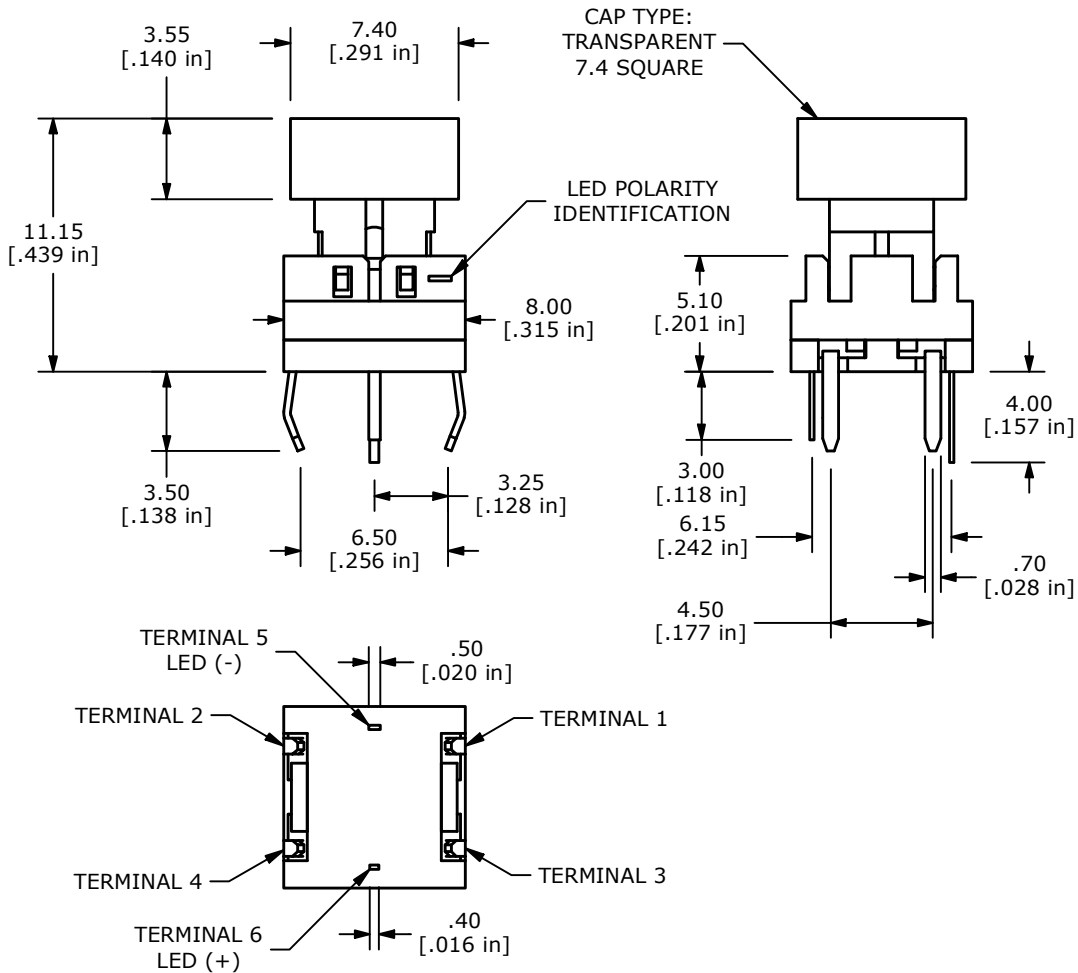 3.55
[.140 in]
7.40
[.291 in]
CAP TYPE:
TRANSPARENT
7.4 SQUARE
LED POLARITY
IDENTIFICATION
11.15
[.439 in]
8.00
[.315 in]
5.10
[.201 in]
4.00
[.157 in]
3.50
[.138 in]
3.25
[.128 in]
6.50
[.256 in]
3.00
[.118 in]
6.15
[.242 in]
.70
[.028 in]
4.50
[.177 in]
TERMINAL 5
LED (-)
.50
[.020 in]
TERMINAL 2
TERMINAL 1
TERMINAL 4
TERMINAL 3
TERMINAL 6
LED (+)
.40
[.016 in]